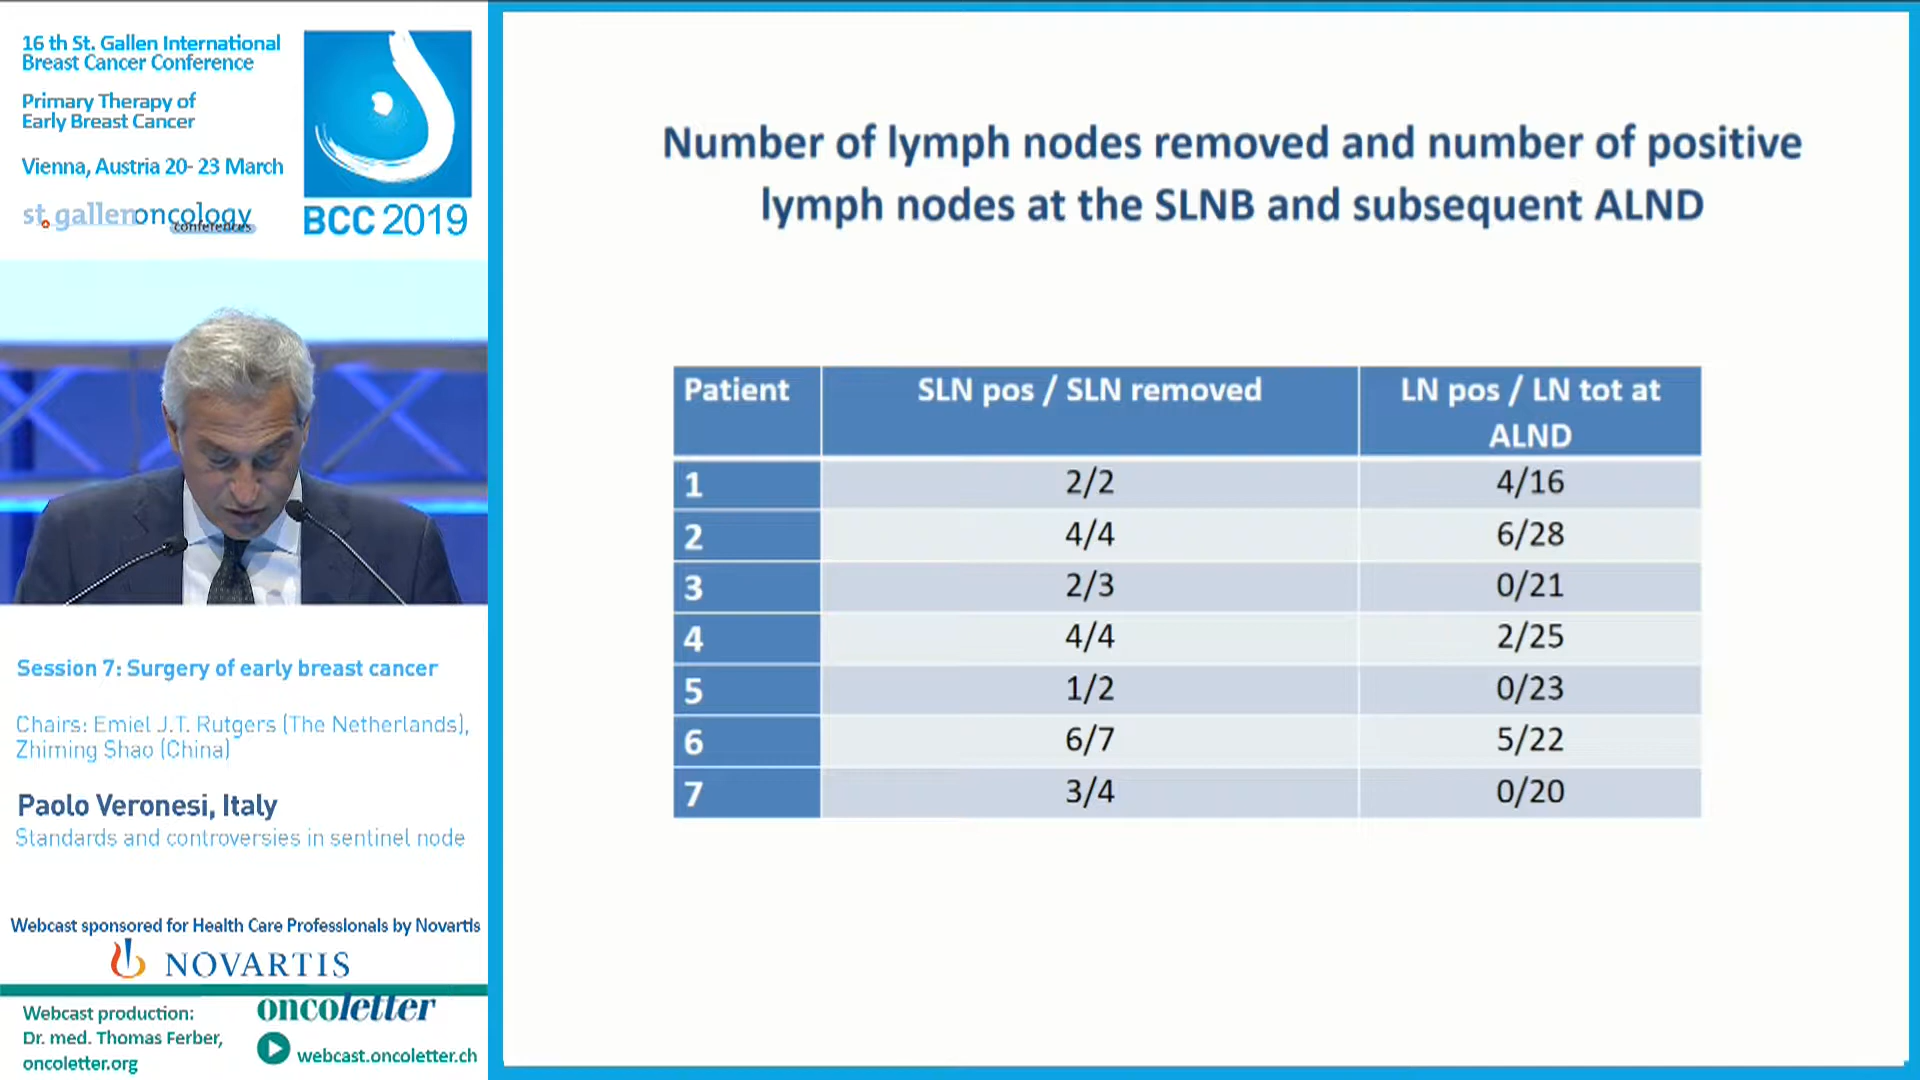 16 th St. Gallen International
Breast Cancer Conference
Primary Therapy of
Early Breast Cancer
Vienna, Austria 20- 23 March
st.gallenoncology
conferences
BCC 2019
Session 7: Surgery of early breast cancer
Chairs: Emiel J.T. Rutgers (The Netherlands),
Zhiming Shao (China)
Paolo Veronesi, Italy
Standards and controversies in sentinel node
Webcast sponsored for Health Care Professionals by Novartis
NOVARTIS
Webcast production:
Dr. med. Thomas Ferber,
oncoletter.org
oncoletter
webcast.oncoletter.ch
Number of lymph nodes removed and number of positive
lymph nodes at the SLNB and subsequent ALND
Patient SLN pos / SLN removed LN pos / LN tot at
ALND
1 2/2 4/16
2 4/4 6/28
3 2/3 0/21
4 4/4 2/25
5 1/2 0/23
6 6/7 5/22
7 3/4 0/20